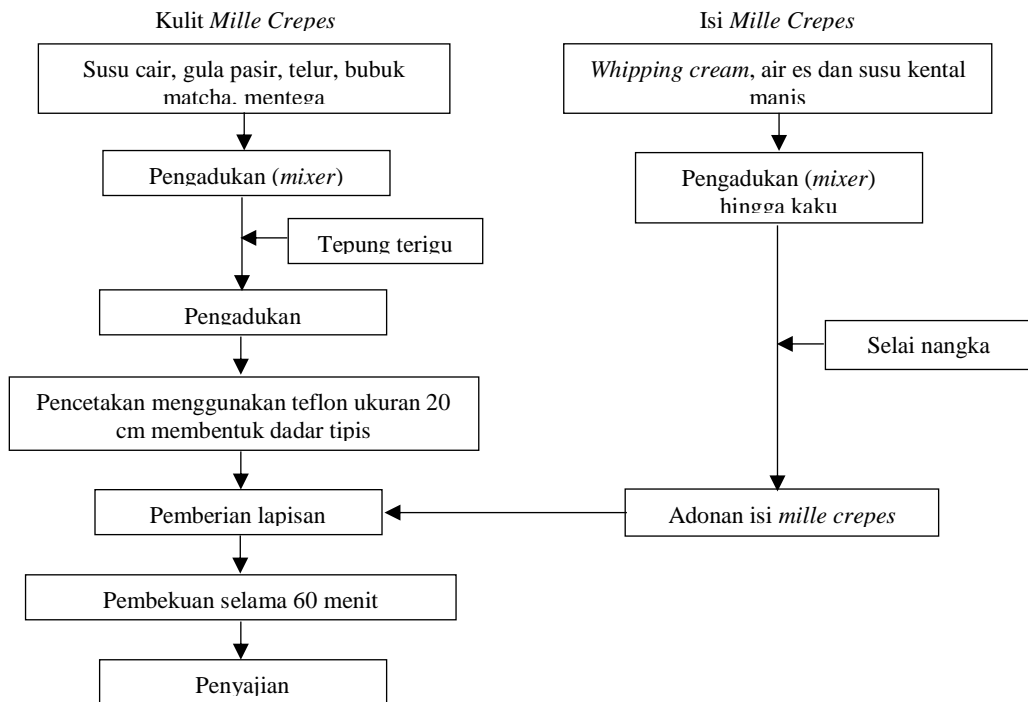 Kulit Mille Crepes
Susu cair, gula pasir, telur, bubuk
matcha, mentega
Pengadukan (mixer)
Tepung terigu
Pengadukan
Pencetakan menggunakan teflon ukuran 20
cm membentuk dadar tipis
Pemberian lapisan
Pembekuan selama 60 menit
Penyajian
Isi Mille Crepes
Whipping cream, air es dan susu kental
manis
Pengadukan (mixer)
hingga kaku
Selai nangka
Adonan isi mille crepes